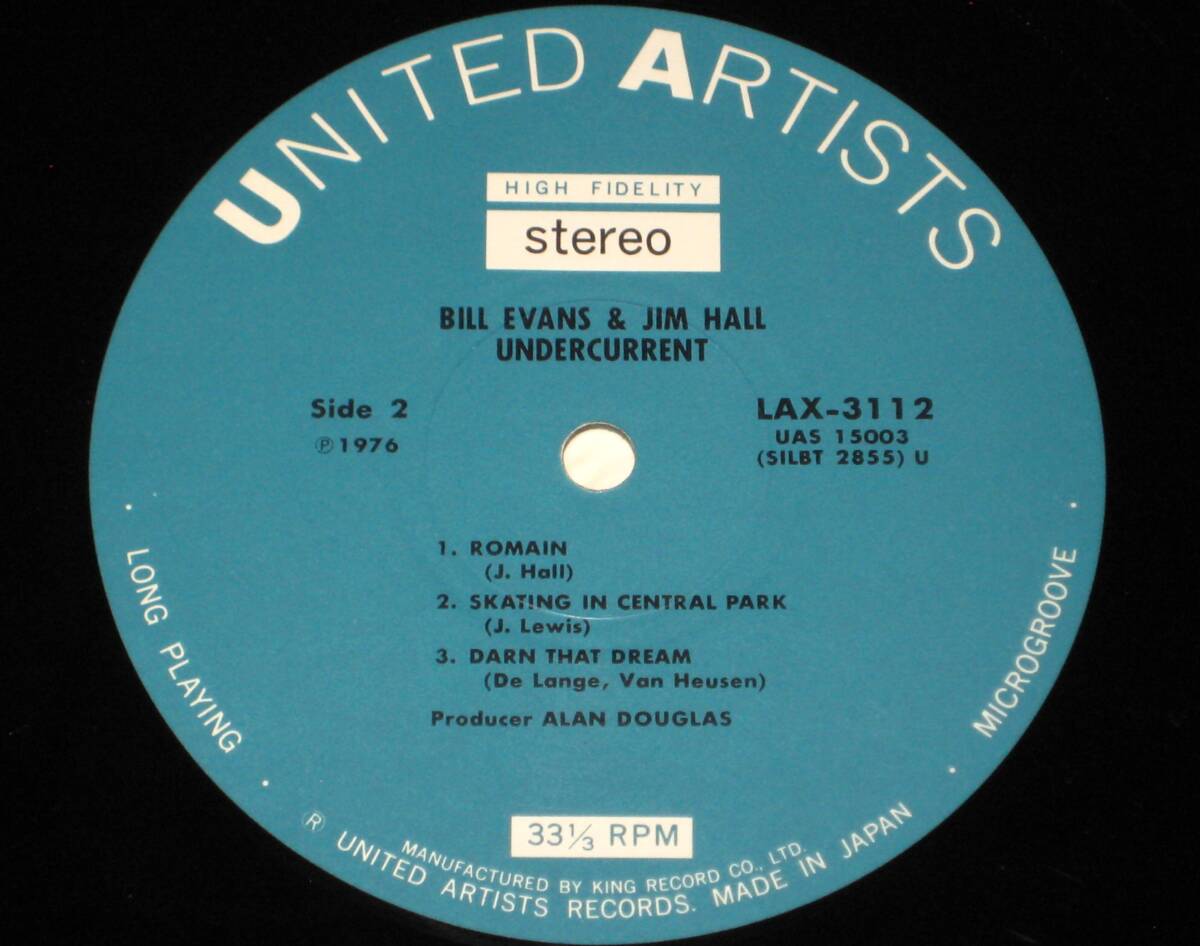 UNITED ARTISTS
HIGH FIDELITY
stereo
BILL EVANS & JIM HALL
UNDERCURRENT
Side 2
Ⓟ1976
LAX-3112
UAS 15003
(SILBT 2855) U
1. ROMAIN
(J. Hall)
2. SKATING IN CENTRAL PARK
(J. Lewis)
3. DARN THAT DREAM
(De Lange, Van Heusen)
Producer ALAN DOUGLAS
33⅓ RPM
· LONG PLAYING ·
· MICROGROOVE ·
MANUFACTURED BY KING RECORD CO., LTD.
Ⓡ UNITED ARTISTS RECORDS. MADE IN JAPAN